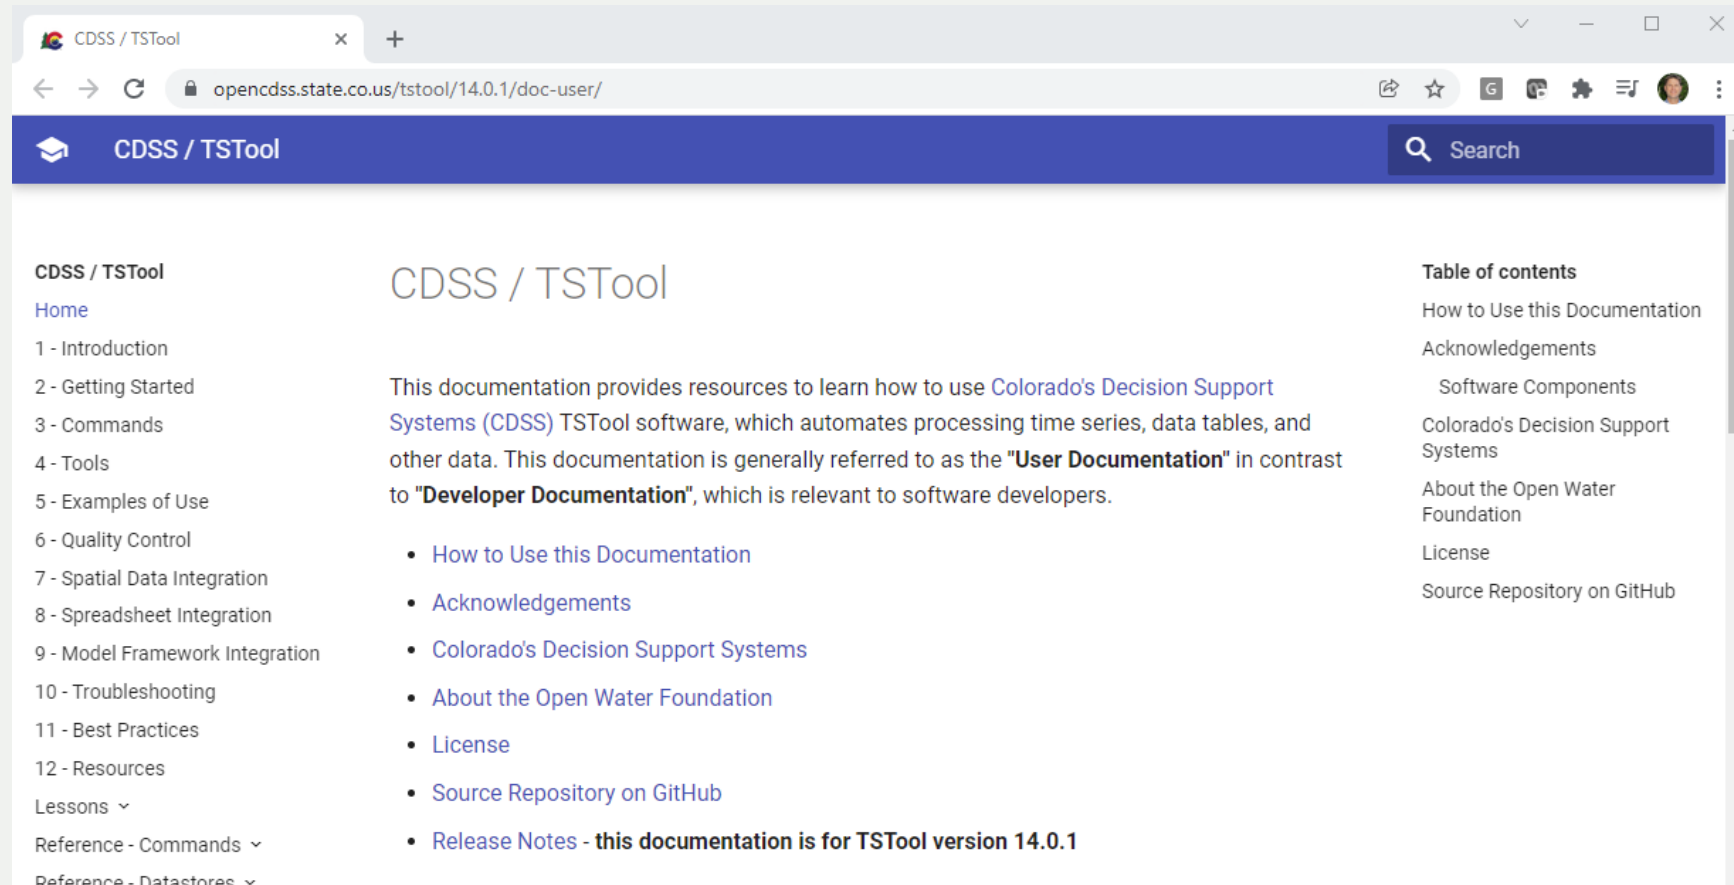 CDSS / TSTool
opencdss.state.co.us/tstool/14.0.1/doc-user/
G
CDSS / TSTool
Search
CDSS / TSTool
Home
1 - Introduction
2 - Getting Started
3 - Commands
4 - Tools
5 - Examples of Use
6 - Quality Control
7 - Spatial Data Integration
8 - Spreadsheet Integration
9 - Model Framework Integration
10 - Troubleshooting
11 - Best Practices
12 - Resources
Lessons
Reference - Commands
Reference - Datastores
CDSS / TSTool
This documentation provides resources to learn how to use Colorado's Decision Support
Systems (CDSS) TSTool software, which automates processing time series, data tables, and
other data. This documentation is generally referred to as the "User Documentation" in contrast
to "Developer Documentation", which is relevant to software developers.
• How to Use this Documentation
• Acknowledgements
• Colorado's Decision Support Systems
• About the Open Water Foundation
• License
• Source Repository on GitHub
• Release Notes - this documentation is for TSTool version 14.0.1
Table of contents
How to Use this Documentation
Acknowledgements
Software Components
Colorado's Decision Support
Systems
About the Open Water
Foundation
License
Source Repository on GitHub